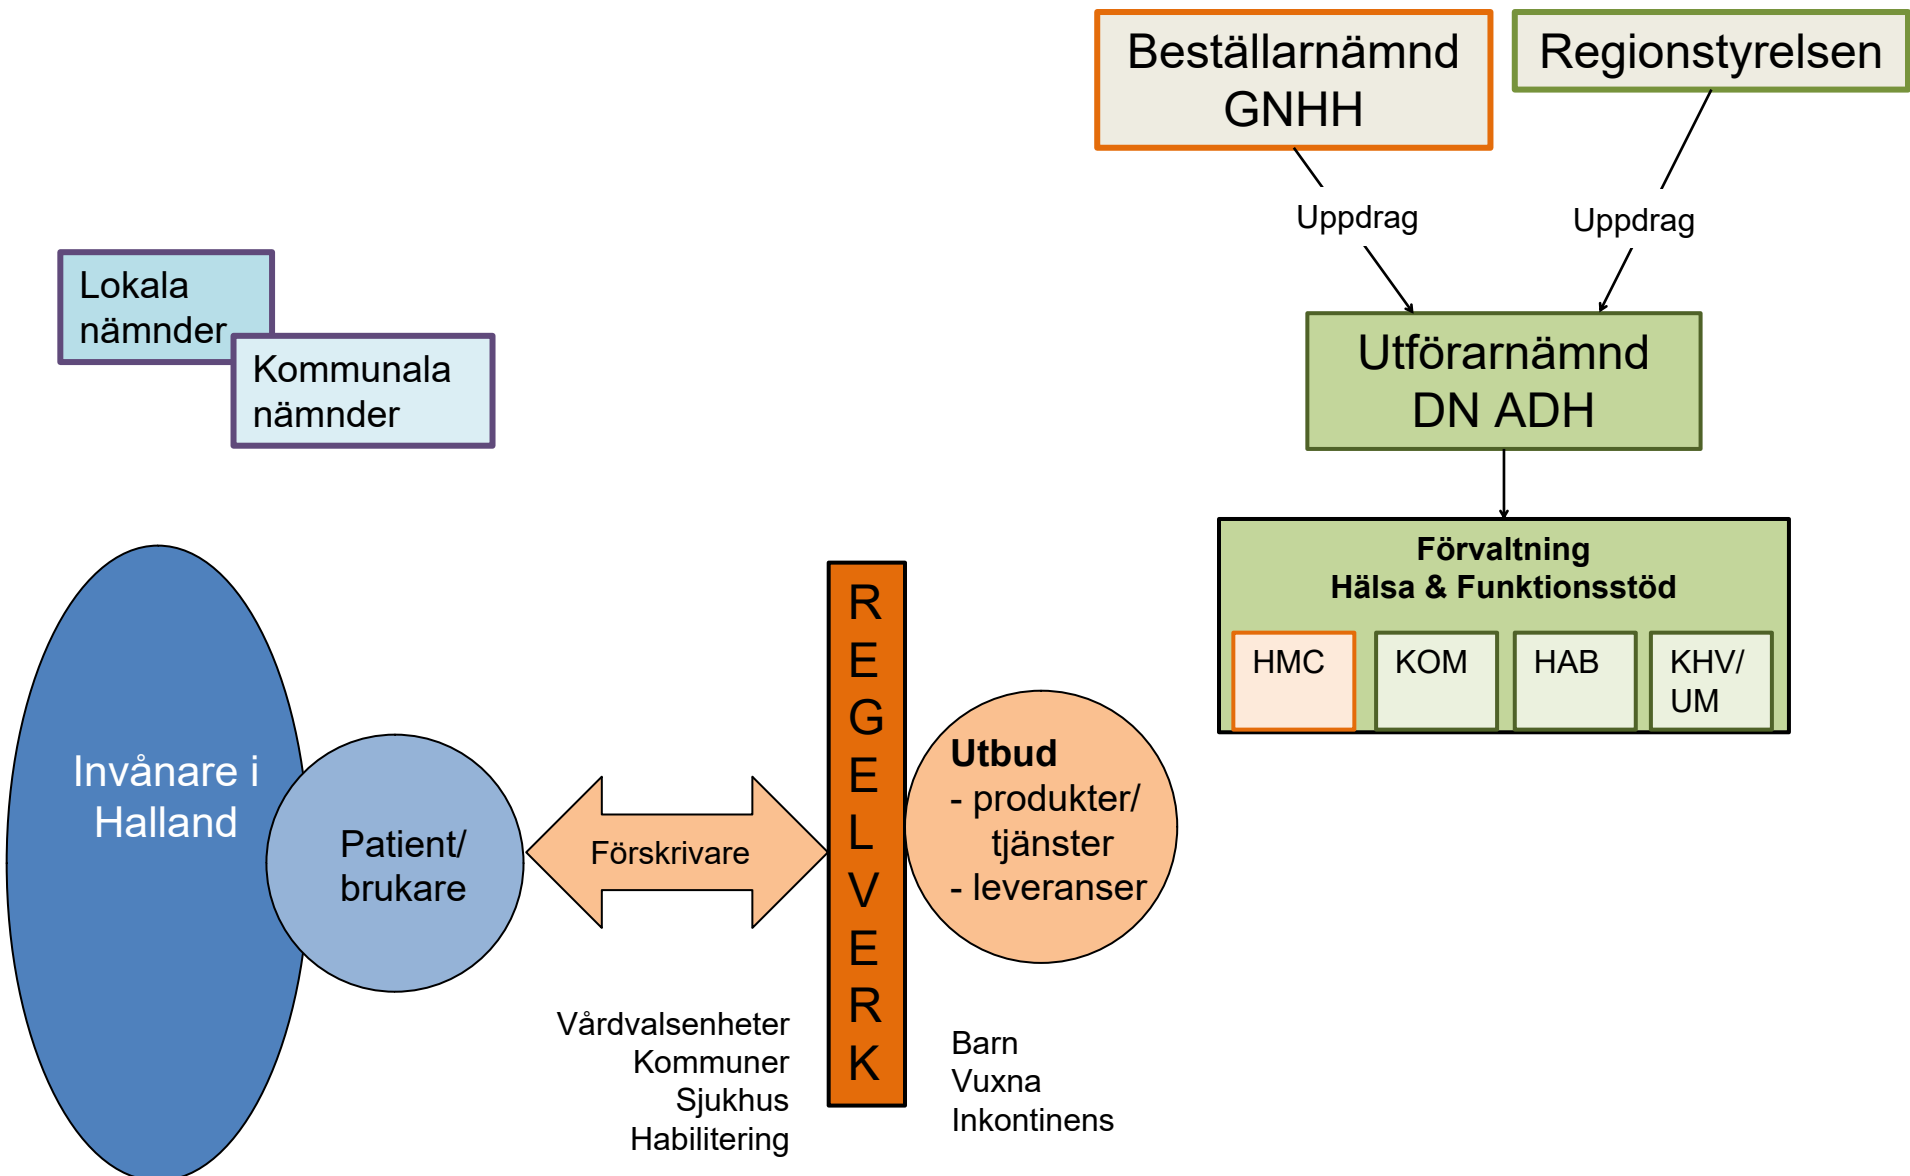 Beställarnämnd
GNHH
Regionstyrelsen
Uppdrag
Uppdrag
Lokala
nämnder
Kommunala
nämnder
Utförarnämnd
DN ADH
Förvaltning
Hälsa & Funktionsstöd
HMC
KOM
HAB
KHV/
UM
Invånare i
Halland
Patient/
brukare
Förskrivare
R
E
G
E
L
V
E
R
K
Utbud
- produkter/
tjänster
- leveranser
Vårdvalsenheter
Kommuner
Sjukhus
Habilitering
Barn
Vuxna
Inkontinens